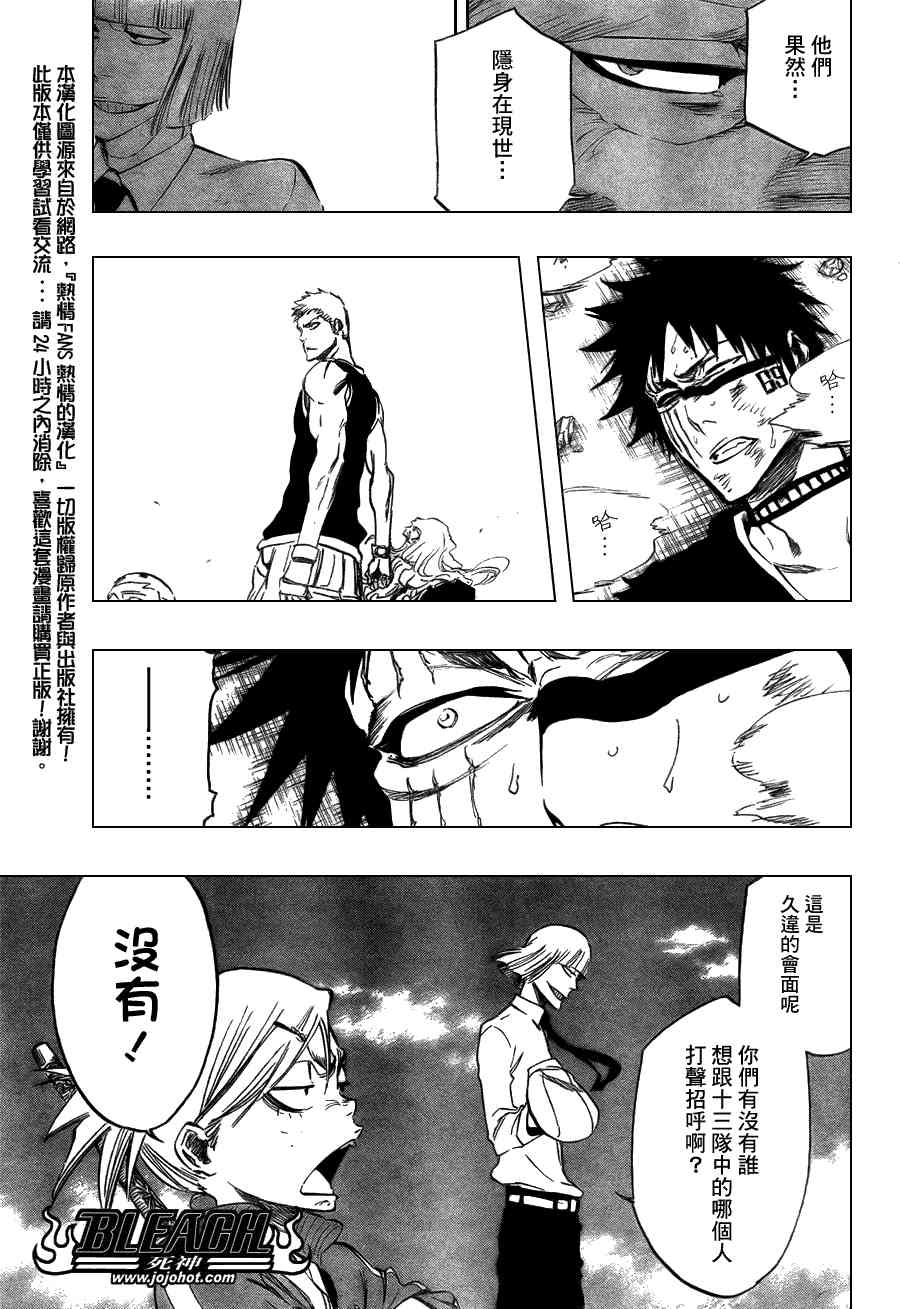 他們
果然…
隱身在現世…
69
哈…
哈…
──………
這是
久違的會面呢
你們有沒有誰
想跟十三隊中的哪個人
打聲招呼啊？
沒有！
本漢化圖源來自於網路，『熱情FANS熱情的漢化』一切版權歸原作者與出版社擁有！
此版本僅供學習試看交流…請24小時之內消除，喜歡這套漫畫請購買正版！謝謝。
BLEACH
死神
www.jojohot.com